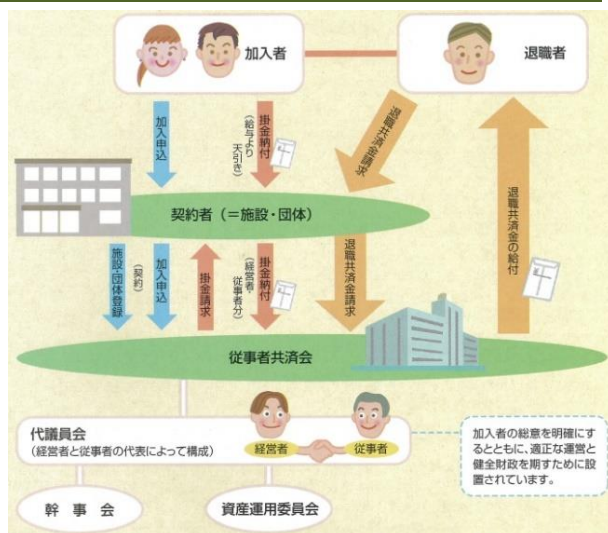 加入者
退職者
加入申込
掛金納付
（給与より
天引き）
退職共済金請求
退職共済金の給付
契約者（＝施設・団体）
施設・団体登録
（契約）
加入申込
掛金請求
掛金納付
（経営者・
従事者分）
退職共済金請求
従事者共済会
代議員会
（経営者と従事者の代表によって構成）
経営者
従事者
加入者の総意を明確にす
るとともに、適正な運営と
健全財政を期すために設
置されています。
幹事会
資産運用委員会